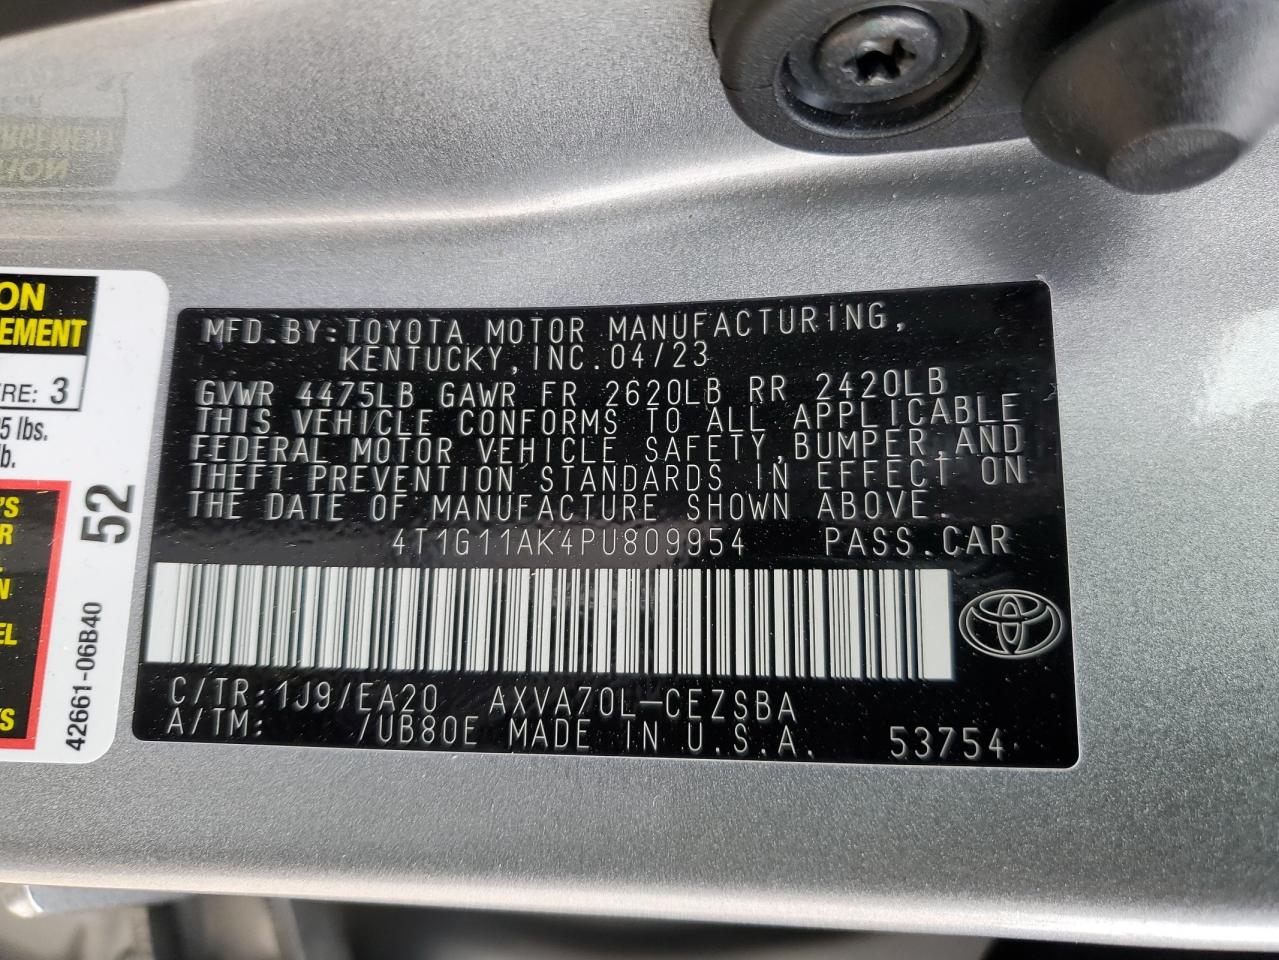 ON
EMENT
RE: 3
5 lbs.
b.
'S
R
N
EL
S
52
42661-06B40
MFD.BY:TOYOTA MOTOR MANUFACTURING,
KENTUCKY,INC.04/23
GVWR 4475LB GAWR FR 2620LB RR 2420LB
THIS VEHICLE CONFORMS TO ALL APPLICABLE
FEDERAL MOTOR VEHICLE SAFETY,BUMPER,AND
THEFT PREVENTION STANDARDS IN EFFECT ON
THE DATE OF MANUFACTURE SHOWN ABOVE.
4T1G11AK4PU809954 PASS.CAR
C/TR:1J9/EA20 AXVA70L-CEZSBA
A/TM: /UB80E MADE IN U.S.A. 53754